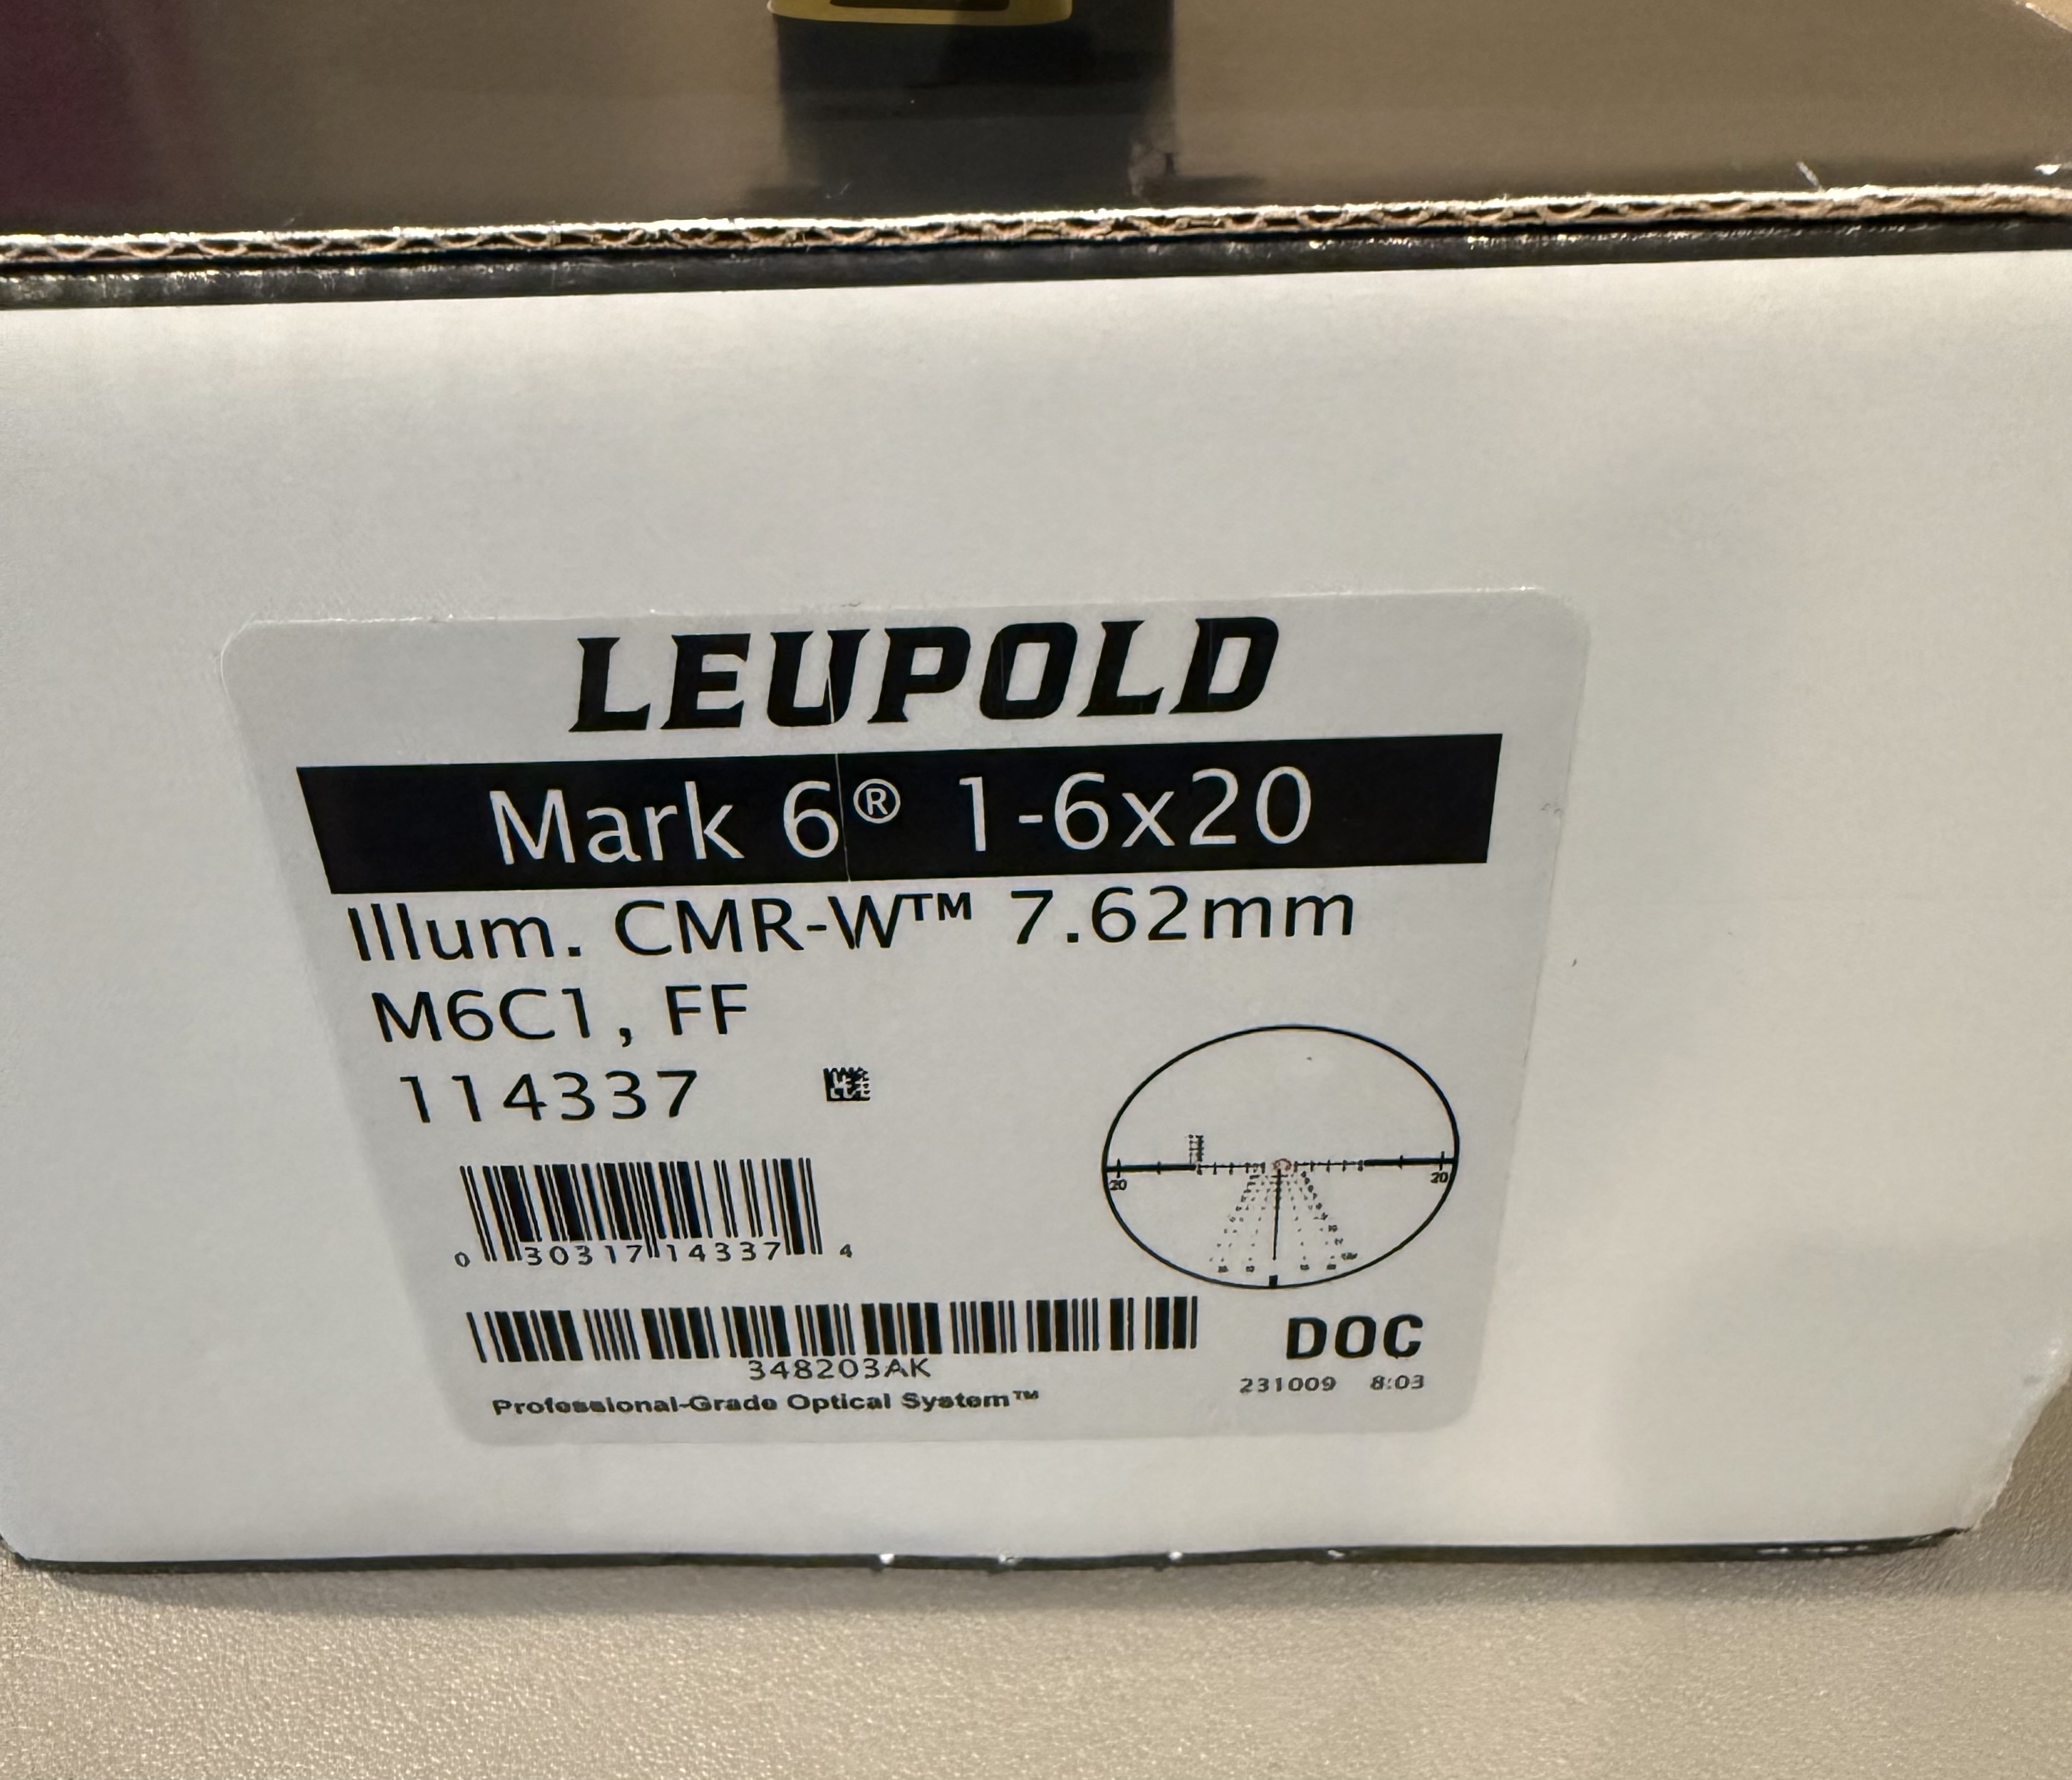 LEUPOLD
Mark 6® 1-6x20
Illum. CMR-W™ 7.62mm
M6C1, FF
114337
20 20
0 30317 14337 4
348203AK
DOC
231009 8:03
Professional-Grade Optical System™